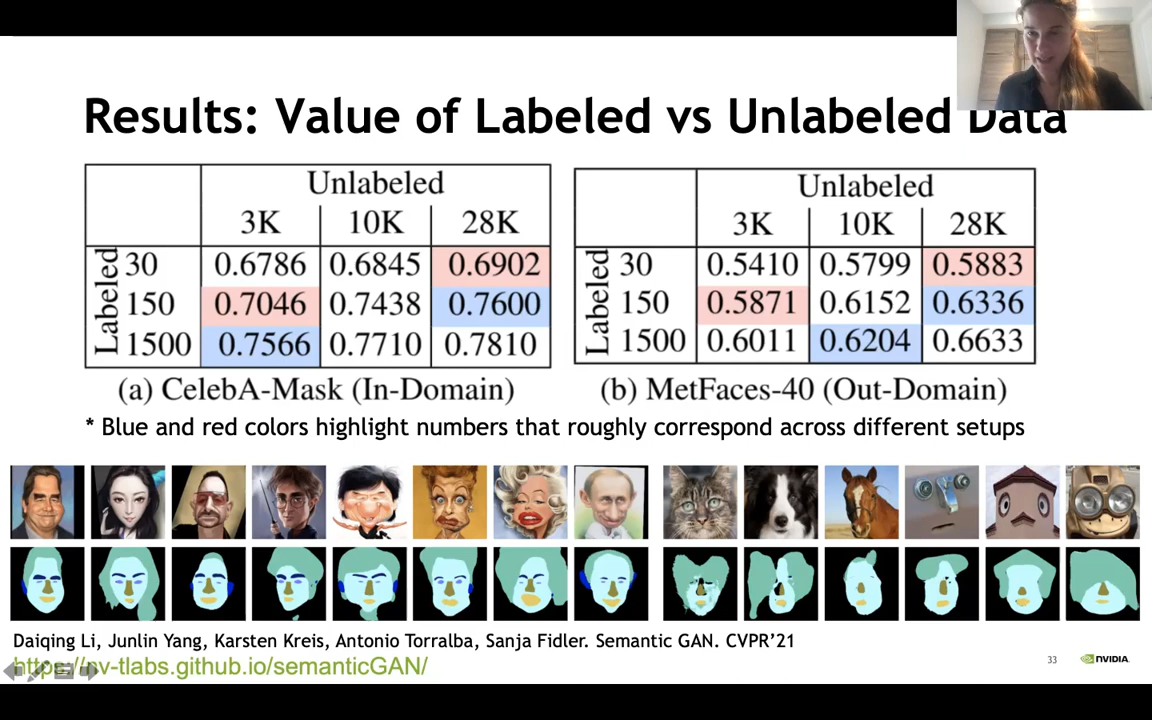 Results: Value of Labeled vs Unlabeled Data
Unlabeled
3K 10K 28K
Labeled
30 0.6786 0.6845 0.6902
150 0.7046 0.7438 0.7600
1500 0.7566 0.7710 0.7810
(a) CelebA-Mask (In-Domain)
Unlabeled
3K 10K 28K
Labeled
30 0.5410 0.5799 0.5883
150 0.5871 0.6152 0.6336
1500 0.6011 0.6204 0.6633
(b) MetFaces-40 (Out-Domain)
* Blue and red colors highlight numbers that roughly correspond across different setups
Daiqing Li, Junlin Yang, Karsten Kreis, Antonio Torralba, Sanja Fidler. Semantic GAN. CVPR'21
https://nv-tlabs.github.io/semanticGAN/
33
NVIDIA